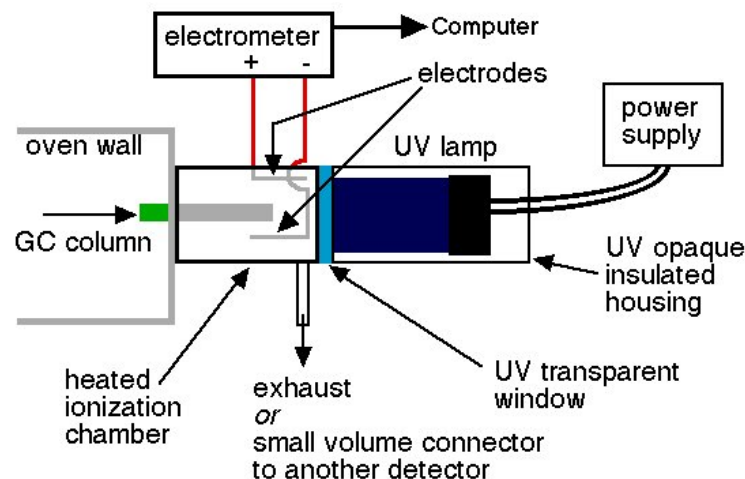 electrometer
+ -
Computer
electrodes
oven wall
UV lamp
power
supply
GC column
UV opaque
insulated
housing
heated
ionization
chamber
exhaust
or
small volume connector
to another detector
UV transparent
window